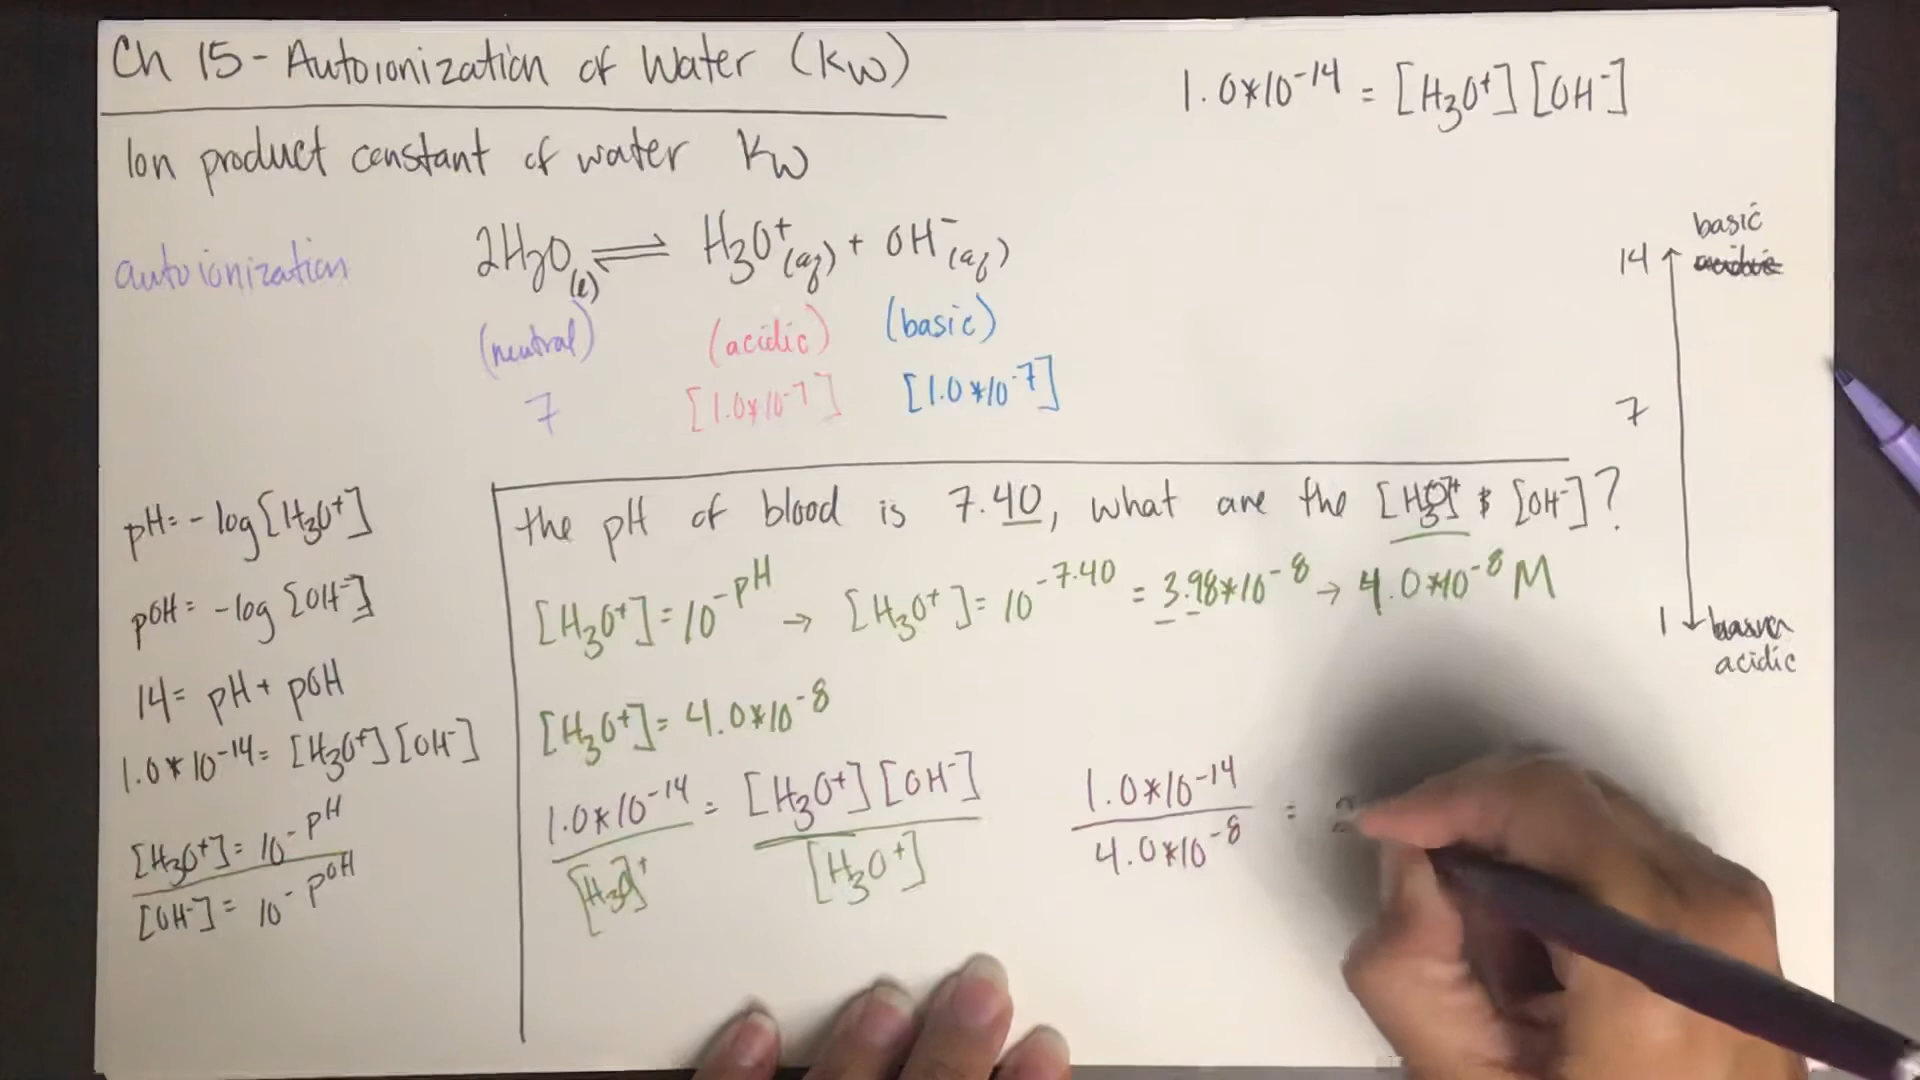 Ch 15 - Autoionization of Water (Kw)
1.0*10⁻¹⁴ = [H₃O⁺][OH⁻]
Ion product constant of water Kw
autoionization
2H₂O(l) ⇌ H₃O⁺(aq) + OH⁻(aq)
(neutral) (acidic) (basic)
7 [1.0*10⁻⁷] [1.0*10⁻⁷]
basic
14
7
1
acidic
pH = -log[H₃O⁺]
pOH = -log[OH⁻]
14 = pH + pOH
1.0*10⁻¹⁴ = [H₃O⁺][OH⁻]
[H₃O⁺] = 10⁻ᵖᴴ
[OH⁻] = 10⁻ᵖᴼᴴ
the pH of blood is 7.40, what are the [H₃O⁺] & [OH⁻]?
[H₃O⁺] = 10⁻ᵖᴴ → [H₃O⁺] = 10⁻⁷·⁴⁰ = 3.98*10⁻⁸ → 4.0*10⁻⁸ M
[H₃O⁺] = 4.0*10⁻⁸
1.0*10⁻¹⁴ = [H₃O⁺][OH⁻]
[H₃O]⁺ [H₃O⁺]
1.0*10⁻¹⁴ =
4.0*10⁻⁸